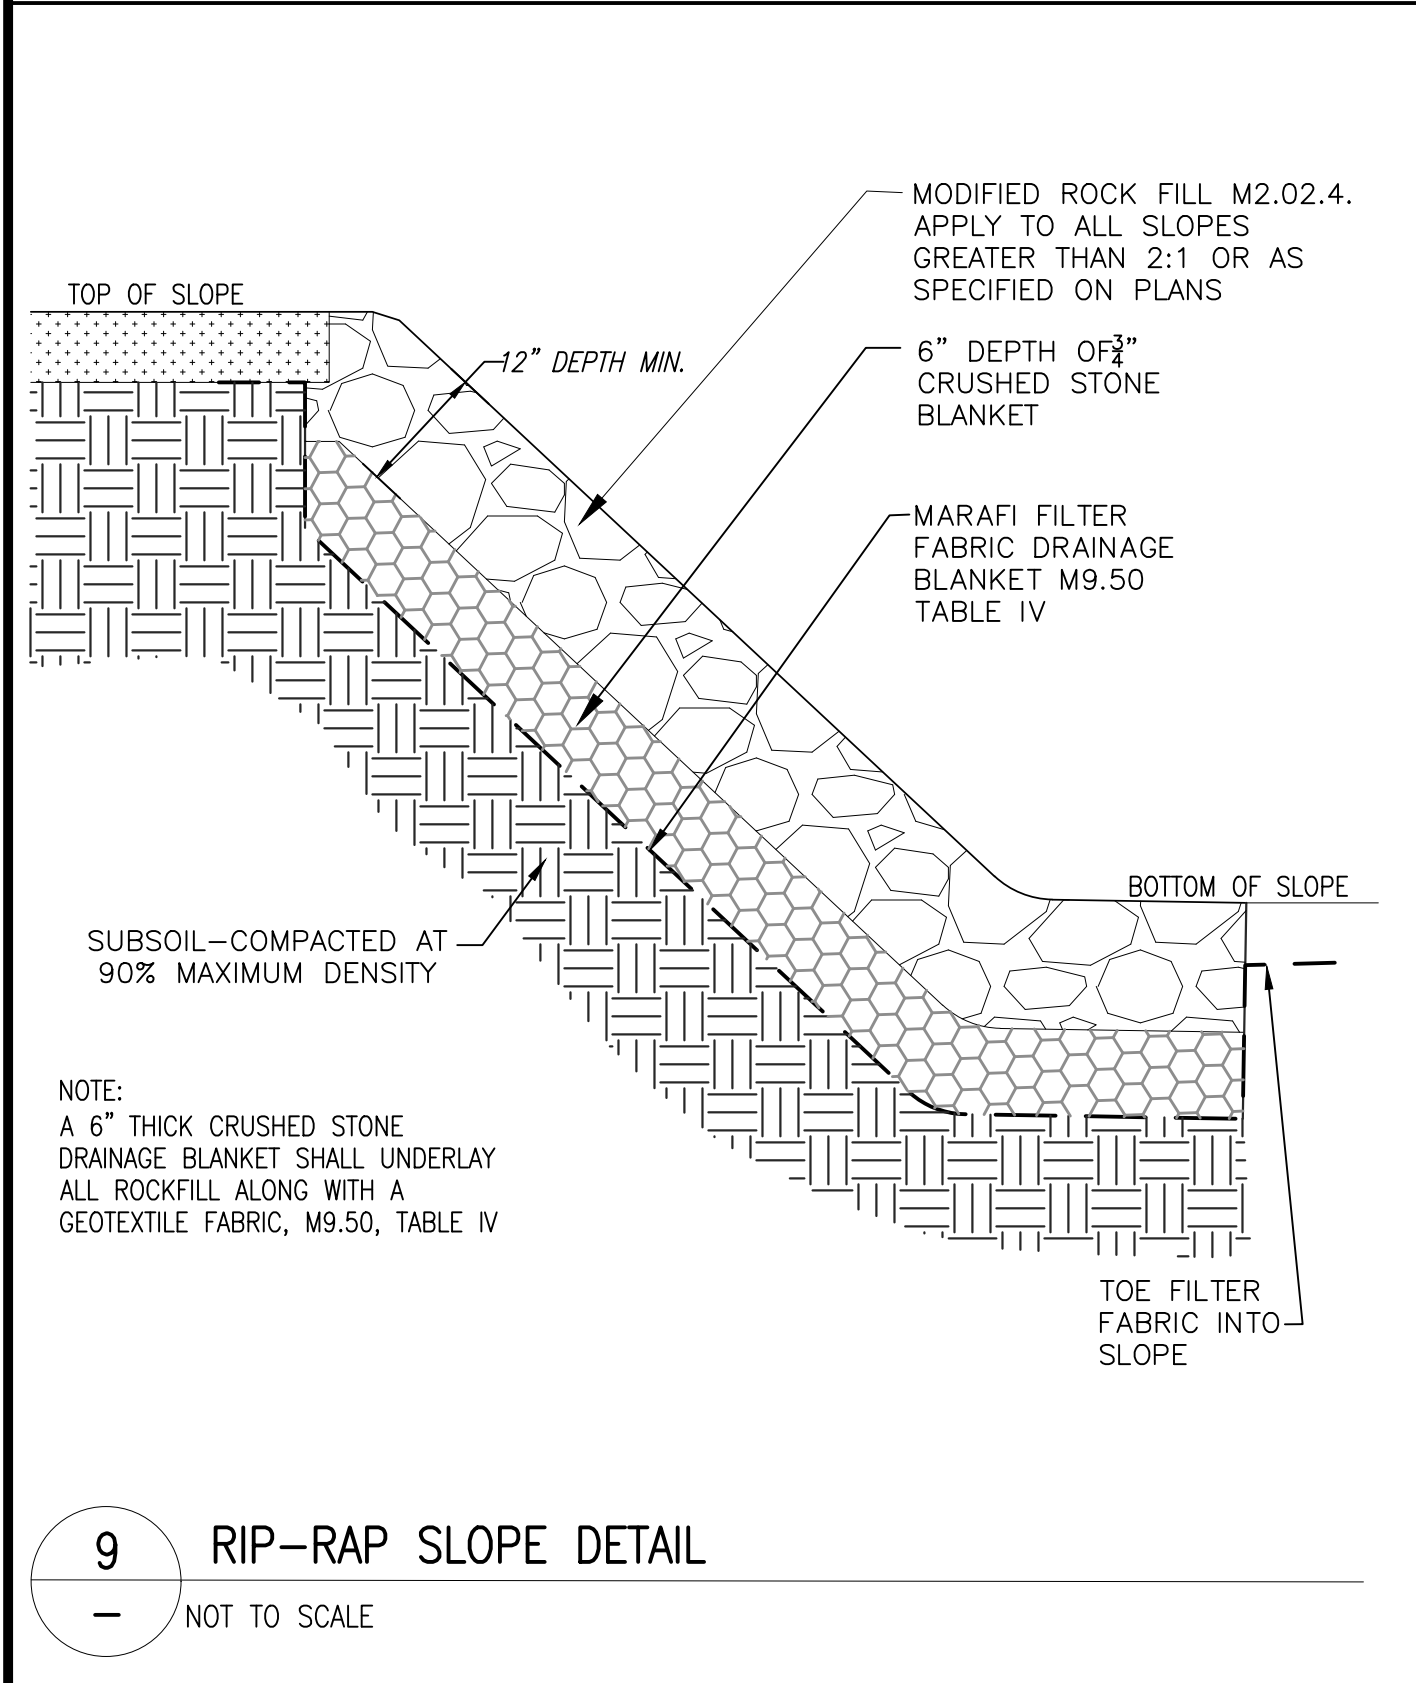 MODIFIED ROCK FILL M2.02.4.
APPLY TO ALL SLOPES
GREATER THAN 2:1 OR AS
SPECIFIED ON PLANS
TOP OF SLOPE
12” DEPTH MIN.
6” DEPTH OF 3/4”
CRUSHED STONE
BLANKET
MARAFI FILTER
FABRIC DRAINAGE
BLANKET M9.50
TABLE IV
BOTTOM OF SLOPE
SUBSOIL-COMPACTED AT
90% MAXIMUM DENSITY
NOTE:
A 6” THICK CRUSHED STONE
DRAINAGE BLANKET SHALL UNDERLAY
ALL ROCKFILL ALONG WITH A
GEOTEXTILE FABRIC, M9.50, TABLE IV
TOE FILTER
FABRIC INTO
SLOPE
9
RIP-RAP SLOPE DETAIL
-
NOT TO SCALE